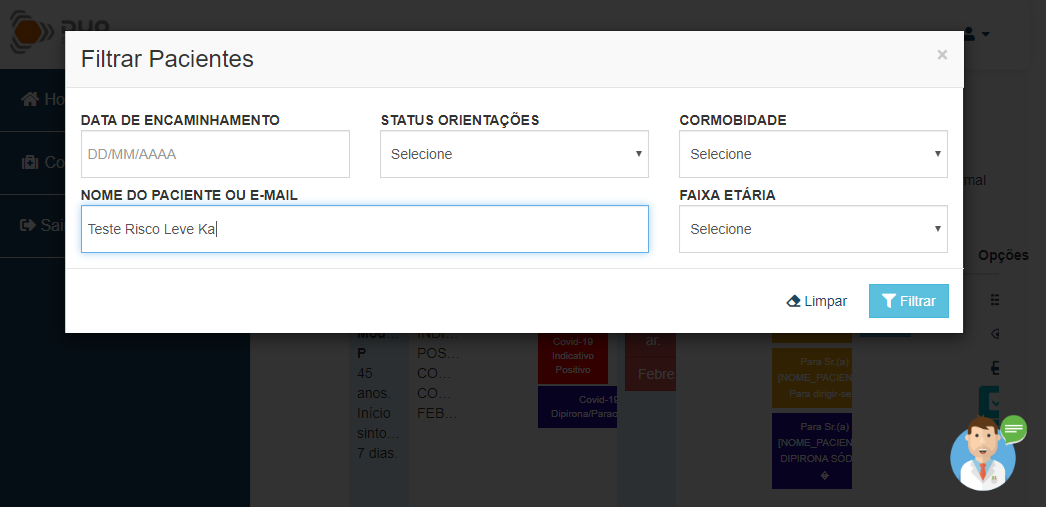 DUO
Filtrar Pacientes
×
DATA DE ENCAMINHAMENTO
STATUS ORIENTAÇÕES
CORMOBIDADE
DD/MM/AAAA
Selecione
Selecione
NOME DO PACIENTE OU E-MAIL
FAIXA ETÁRIA
Teste Risco Leve Ka
Selecione
Limpar
Filtrar
Ho
Co
Sai
mal
Opções
Mod...
P
45
anos.
Início
sinto...
7 dias.
INDI...
POS...
CO...
CO...
FEB...
Covid-19
Indicativo
Positivo
Covid-19
Dipirona/Parac
ar.
Febre
Para Sr.(a)
[NOME_PACIEN
Para dirigir-se
Para Sr.(a)
[NOME_PACIEN
DIPIRONA SÓD
�